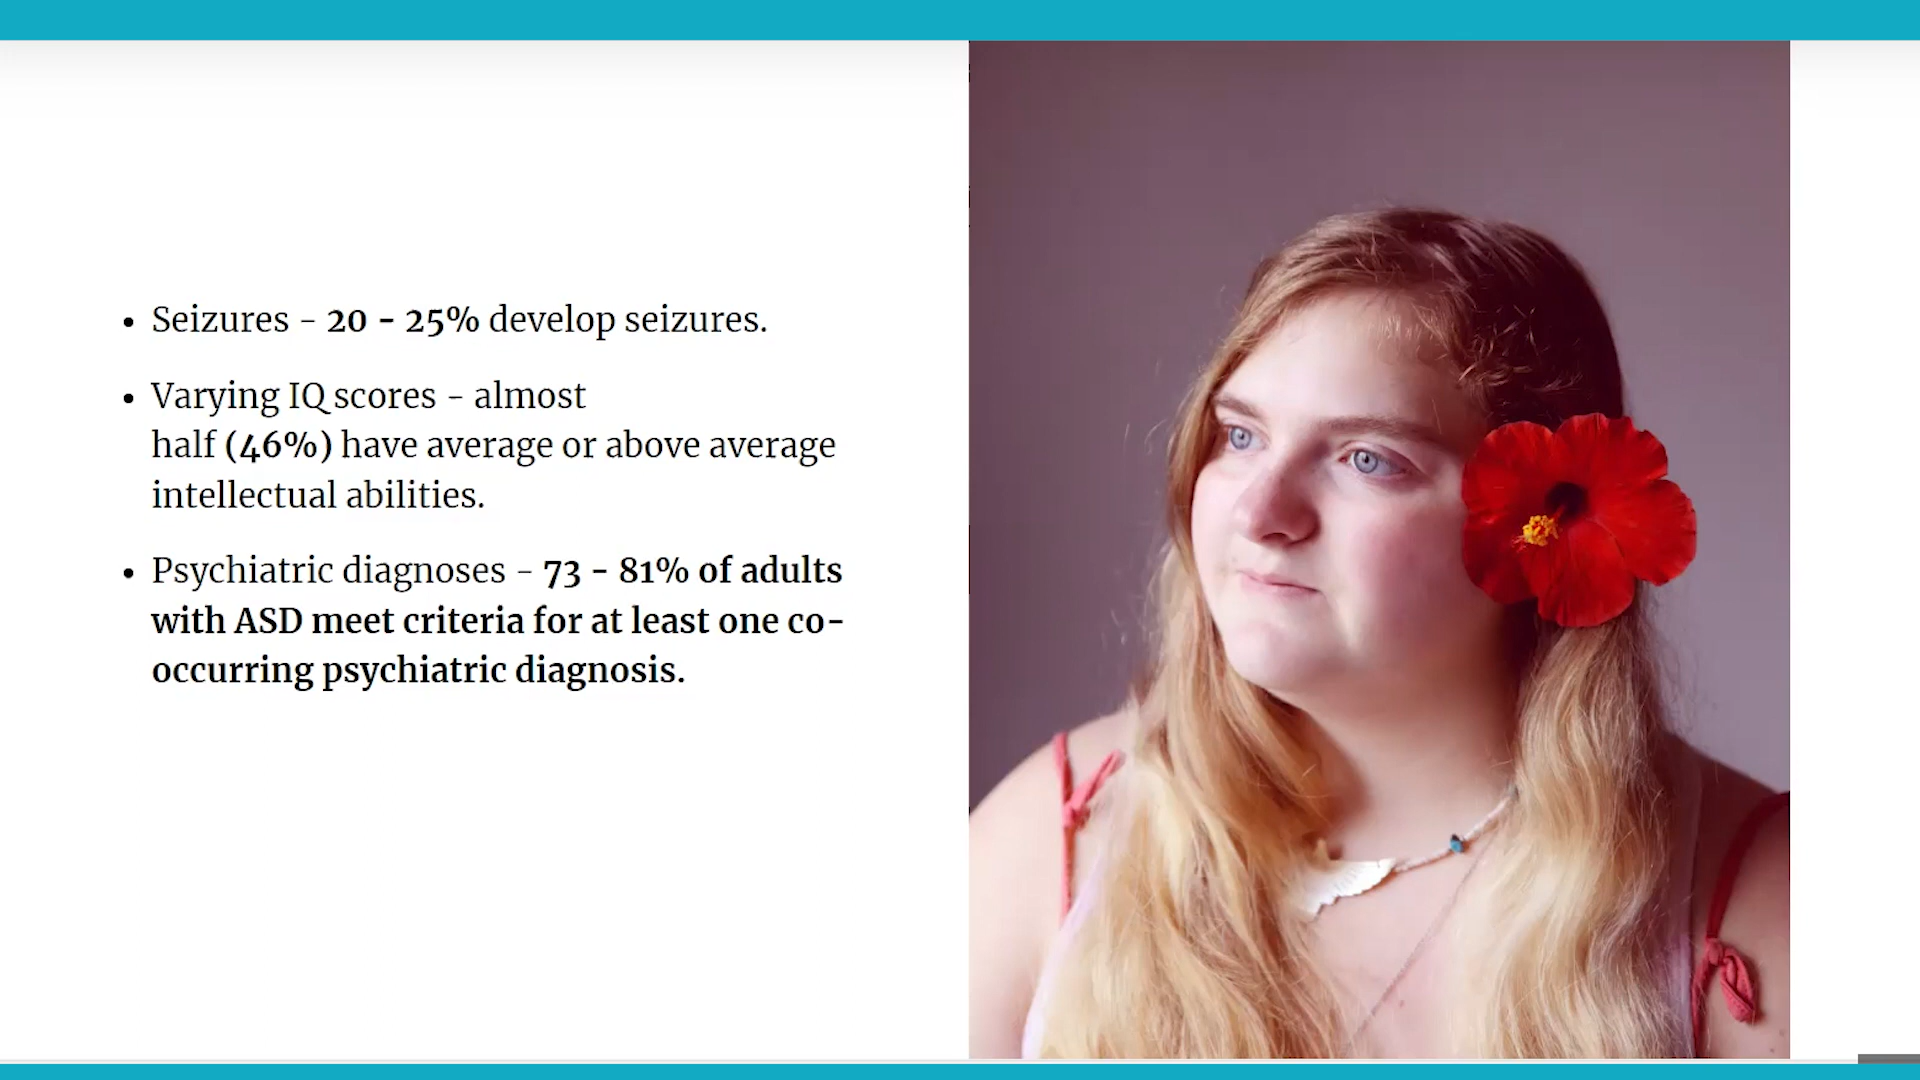 • Seizures - 20 - 25% develop seizures.
• Varying IQ scores - almost
half (46%) have average or above average
intellectual abilities.
• Psychiatric diagnoses - 73 - 81% of adults
with ASD meet criteria for at least one co-
occurring psychiatric diagnosis.